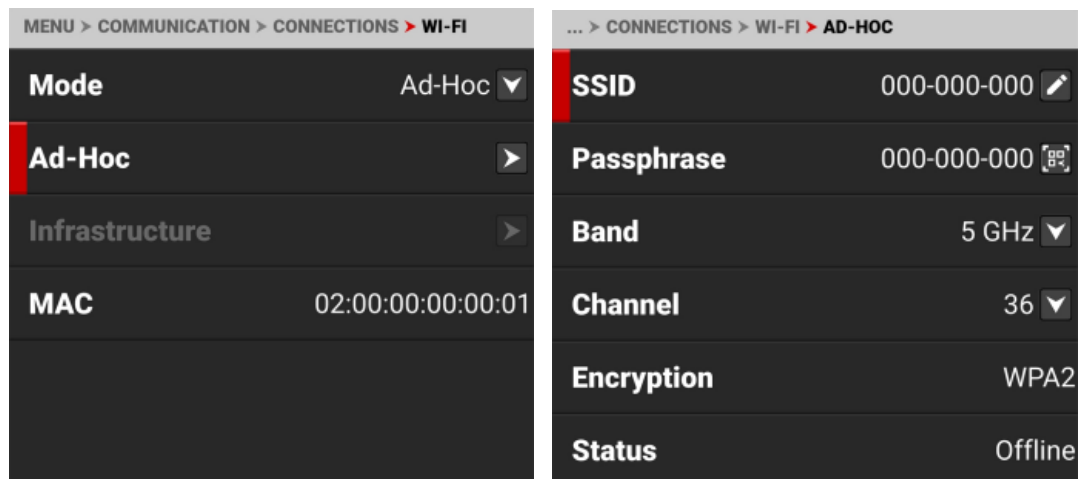 MENU > COMMUNICATION > CONNECTIONS > WI-FI
Mode Ad-Hoc
Ad-Hoc
Infrastructure
MAC 02:00:00:00:00:01
... > CONNECTIONS > WI-FI > AD-HOC
SSID 000-000-000
Passphrase 000-000-000
Band 5 GHz
Channel 36
Encryption WPA2
Status Offline